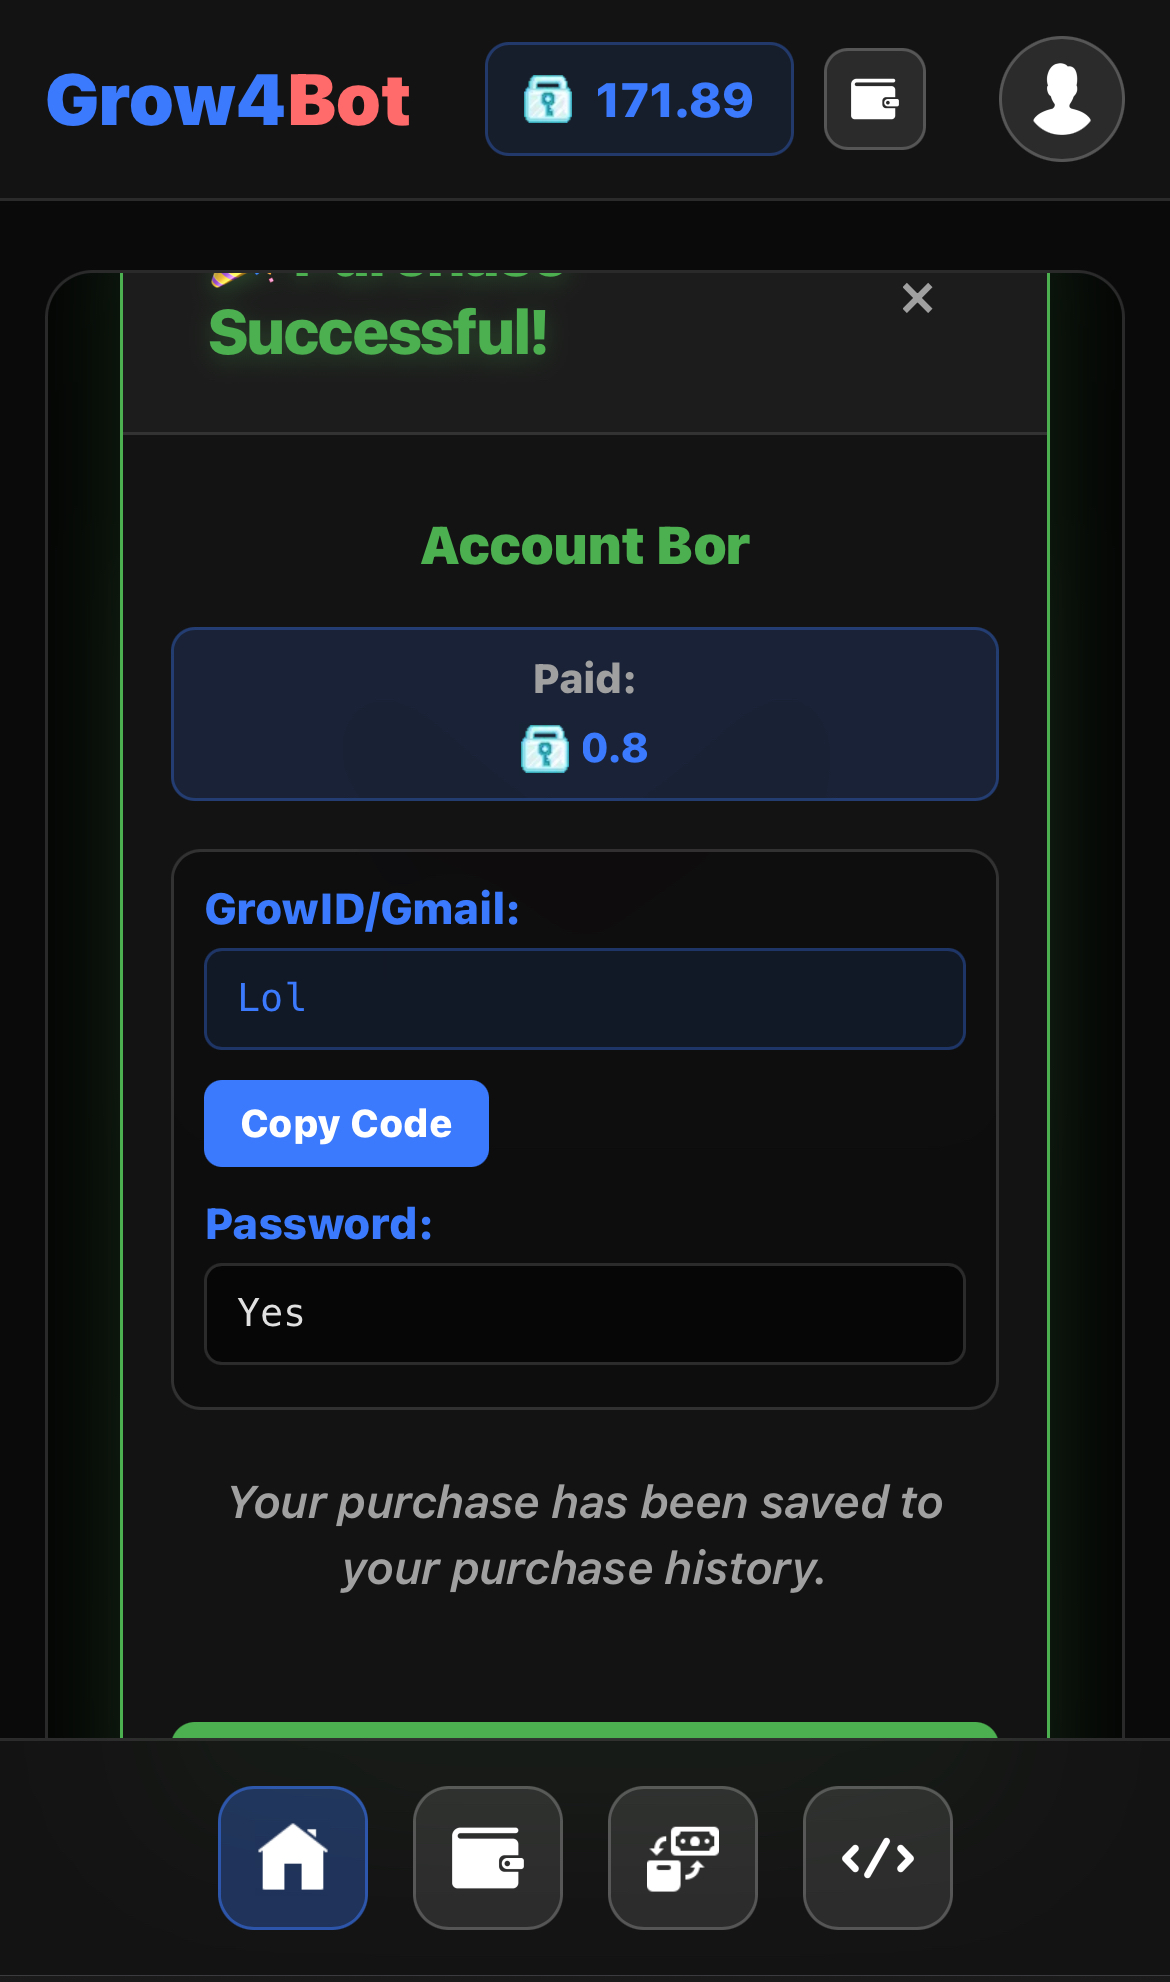 Grow4Bot
171.89
Purchase
Successful!
Account Bor
Paid:
0.8
GrowID/Gmail:
Lol
Copy Code
Password:
Yes
Your purchase has been saved to
your purchase history.